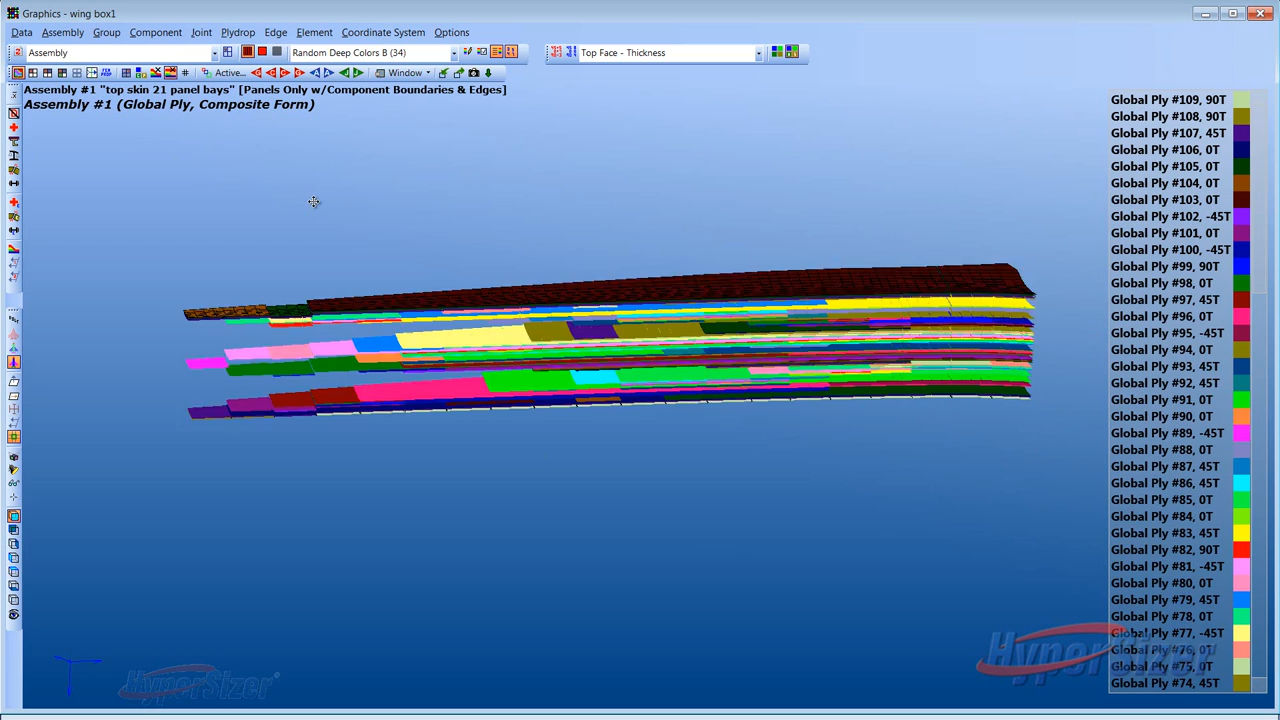 Graphics - wing box1
Data Assembly Group Component Joint Plydrop Edge Element Coordinate System Options
Assembly Random Deep Colors B (34) Top Face - Thickness
Active... Window
Assembly #1 "top skin 21 panel bays" [Panels Only w/Component Boundaries & Edges]
Assembly #1 (Global Ply, Composite Form)
Global Ply #109, 90T
Global Ply #108, 90T
Global Ply #107, 45T
Global Ply #106, 0T
Global Ply #105, 0T
Global Ply #104, 0T
Global Ply #103, 0T
Global Ply #102, -45T
Global Ply #101, 0T
Global Ply #100, -45T
Global Ply #99, 90T
Global Ply #98, 0T
Global Ply #97, 45T
Global Ply #96, 0T
Global Ply #95, -45T
Global Ply #94, 0T
Global Ply #93, 45T
Global Ply #92, 45T
Global Ply #91, 0T
Global Ply #90, 0T
Global Ply #89, -45T
Global Ply #88, 0T
Global Ply #87, 45T
Global Ply #86, 45T
Global Ply #85, 0T
Global Ply #84, 0T
Global Ply #83, 45T
Global Ply #82, 90T
Global Ply #81, -45T
Global Ply #80, 0T
Global Ply #79, 45T
Global Ply #78, 0T
Global Ply #77, -45T
Global Ply #76, 0T
Global Ply #75, 0T
Global Ply #74, 45T
HyperSizer
HyperSizer®